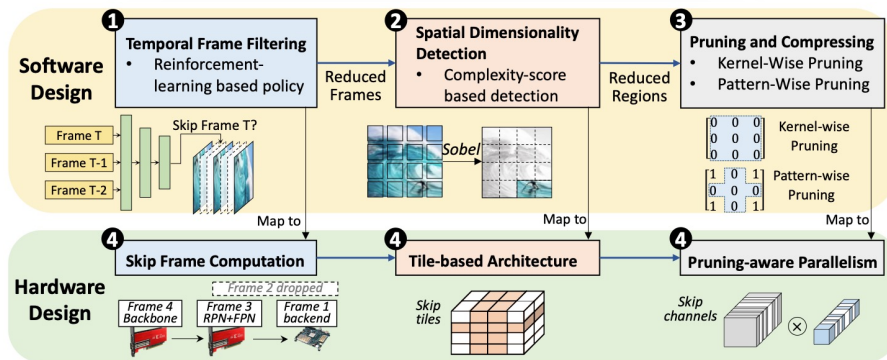 1
Temporal Frame Filtering
• Reinforcement-
learning based policy
Reduced
Frames
2
Spatial Dimensionality
Detection
• Complexity-score
based detection
Reduced
Regions
3
Pruning and Compressing
• Kernel-Wise Pruning
• Pattern-Wise Pruning
Software
Design
Frame T
Frame T-1
Frame T-2
Skip Frame T?
Sobel
0 0 0
0 0 0
0 0 0
Kernel-wise
Pruning
1 0 1
0 0 0
1 0 1
Pattern-wise
Pruning
Map to
Map to
Map to
Hardware
Design
4
Skip Frame Computation
4
Tile-based Architecture
4
Pruning-aware Parallelism
Frame 2 dropped
Frame 4
Backbone
Frame 3
RPN+FPN
Frame 1
backend
Skip
tiles
Skip
channels